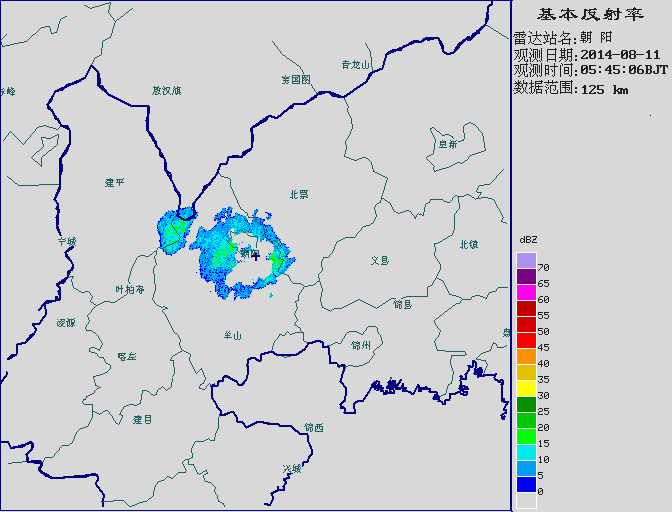 基本反射率
雷达站名:朝 阳
观测日期:2014-08-11
观测时间:05:45:06BJT
数据范围:125 km
青龙山
宝国图
敖汉旗
赤峰
阜新
建平
北票
宁城
朝阳
北镇
义县
叶柏寿
锦县
凌源
羊山
锦州
喀左
建昌
锦西
兴城
dBZ
70
65
60
55
50
45
40
35
30
25
20
15
10
5
0